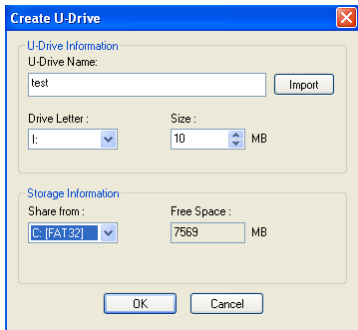 Create U-Drive
U-Drive Information
U-Drive Name:
test
Import
Drive Letter :
Size :
I:
10
MB
Storage Information
Share from :
Free Space :
C: [FAT32]
7569
MB
OK
Cancel